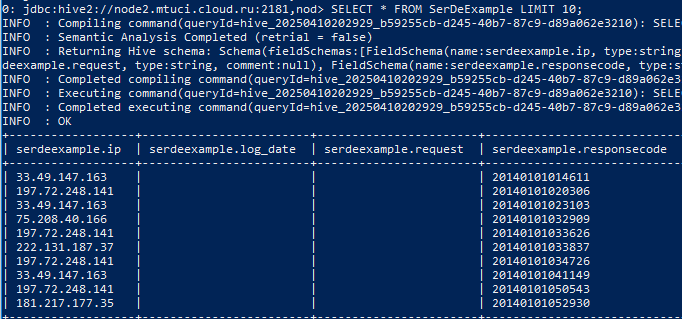 0: jdbc:hive2://node2.mtuci.cloud.ru:2181,nod> SELECT * FROM SerDeExample LIMIT 10;
INFO  : Compiling command(queryId=hive_20250410202929_b59255cb-d245-40b7-87c9-d89a062e3210): SELE
INFO  : Semantic Analysis Completed (retrial = false)
INFO  : Returning Hive schema: Schema(fieldSchemas:[FieldSchema(name:serdeexample.ip, type:string
deexample.request, type:string, comment:null), FieldSchema(name:serdeexample.responsecode, type:s
INFO  : Completed compiling command(queryId=hive_20250410202929_b59255cb-d245-40b7-87c9-d89a062e3
INFO  : Executing command(queryId=hive_20250410202929_b59255cb-d245-40b7-87c9-d89a062e3210): SELE
INFO  : Completed executing command(queryId=hive_20250410202929_b59255cb-d245-40b7-87c9-d89a062e3
INFO  : OK
| serdeexample.ip | serdeexample.log_date | serdeexample.request | serdeexample.responsecode
| 33.49.147.163 | | | 20140101014611
| 197.72.248.141 | | | 20140101020306
| 33.49.147.163 | | | 20140101023103
| 75.208.40.166 | | | 20140101032909
| 197.72.248.141 | | | 20140101033626
| 222.131.187.37 | | | 20140101033837
| 197.72.248.141 | | | 20140101034726
| 33.49.147.163 | | | 20140101041149
| 197.72.248.141 | | | 20140101050543
| 181.217.177.35 | | | 20140101052930